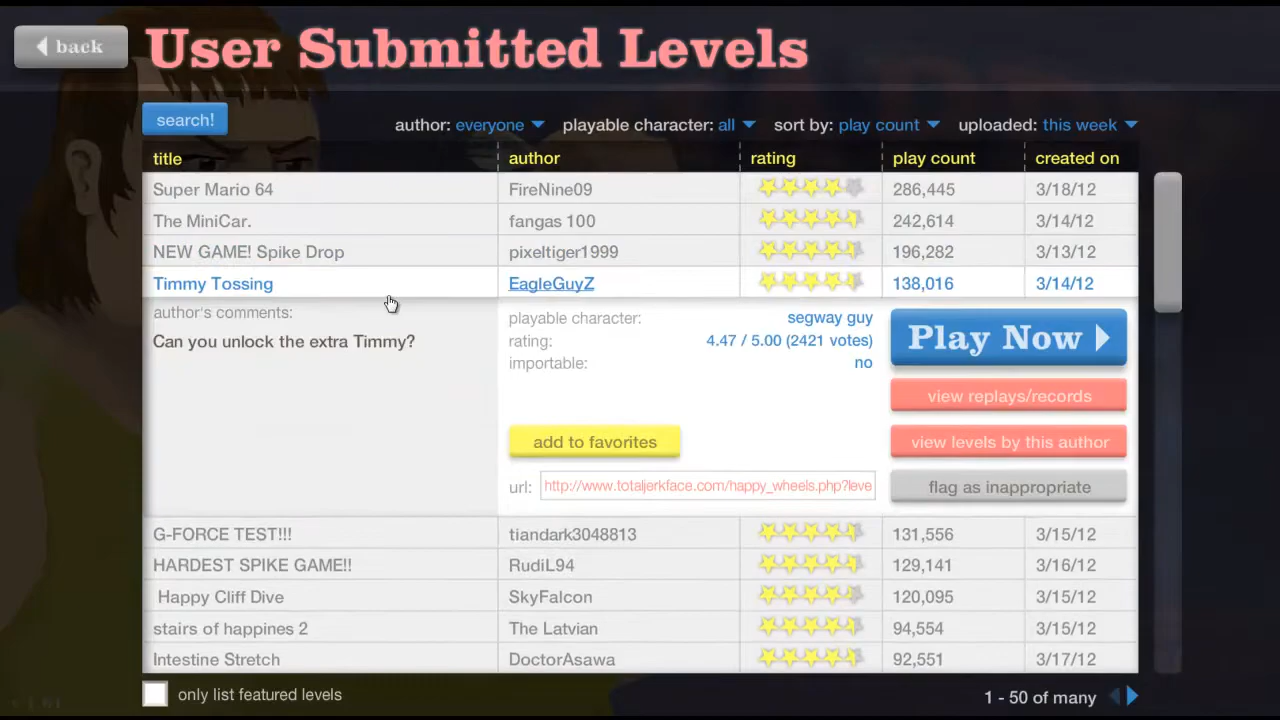 back
User Submitted Levels
search!
author: everyone playable character: all sort by: play count uploaded: this week
title author rating play count created on
Super Mario 64 FireNine09 286,445 3/18/12
The MiniCar. fangas 100 242,614 3/14/12
NEW GAME! Spike Drop pixeltiger1999 196,282 3/13/12
Timmy Tossing EagleGuyZ 138,016 3/14/12
author's comments:
Can you unlock the extra Timmy?
playable character: segway guy
rating: 4.47 / 5.00 (2421 votes)
importable: no
Play Now
view replays/records
add to favorites
view levels by this author
url: http://www.totaljerkface.com/happy_wheels.php?leve
flag as inappropriate
G-FORCE TEST!!! tiandark3048813 131,556 3/15/12
HARDEST SPIKE GAME!! RudiL94 129,141 3/16/12
Happy Cliff Dive SkyFalcon 120,095 3/15/12
stairs of happines 2 The Latvian 94,554 3/15/12
Intestine Stretch DoctorAsawa 92,551 3/17/12
only list featured levels
1 - 50 of many